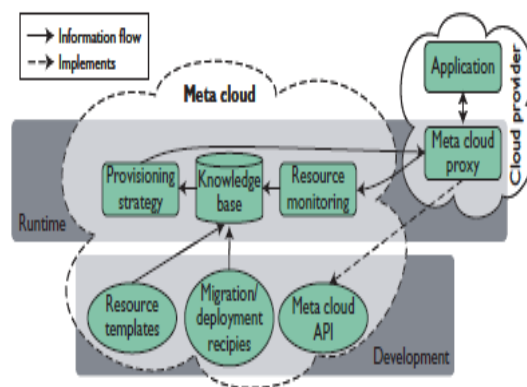 Information flow
Implements
Meta cloud
Application
Cloud provider
Meta cloud
proxy
Provisioning
strategy
Knowledge
base
Resource
monitoring
Runtime
Resource
templates
Migration/
deployment
recipies
Meta cloud
API
Development